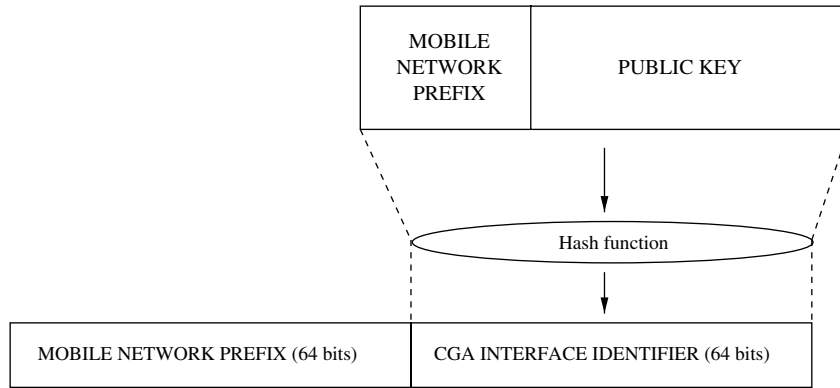 MOBILE
NETWORK
PREFIX
PUBLIC KEY
Hash function
MOBILE NETWORK PREFIX (64 bits)
CGA INTERFACE IDENTIFIER (64 bits)